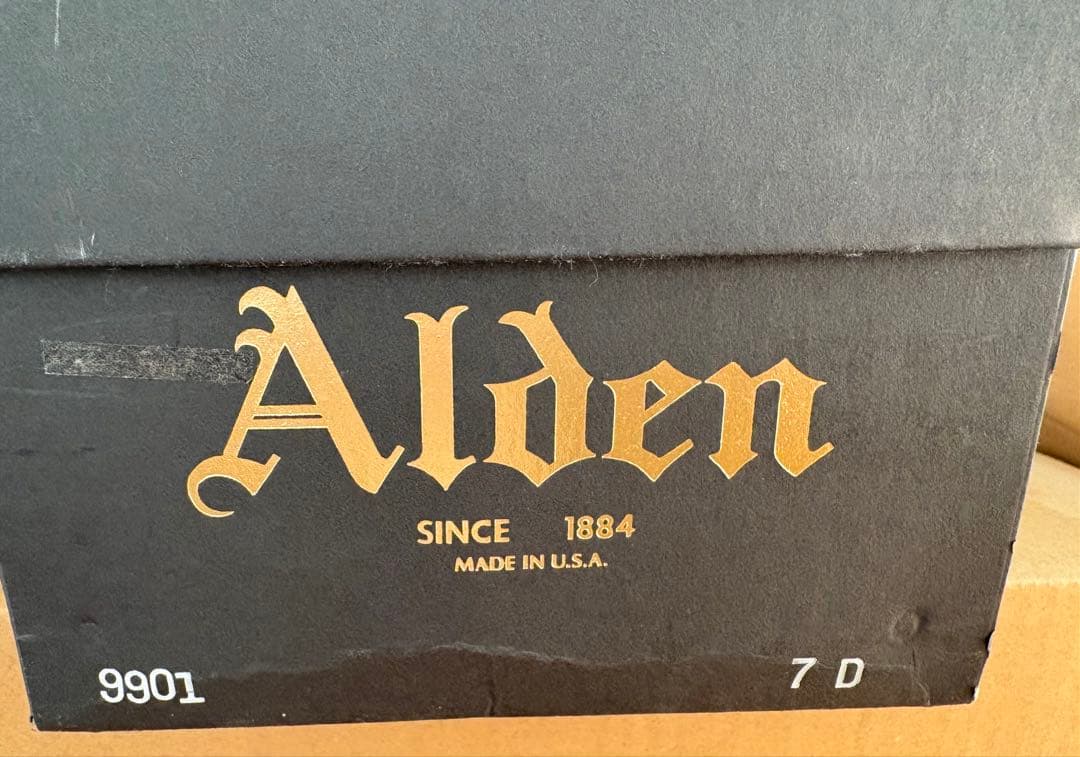 Alden
SINCE 1884
MADE IN U.S.A.
9901 7 D